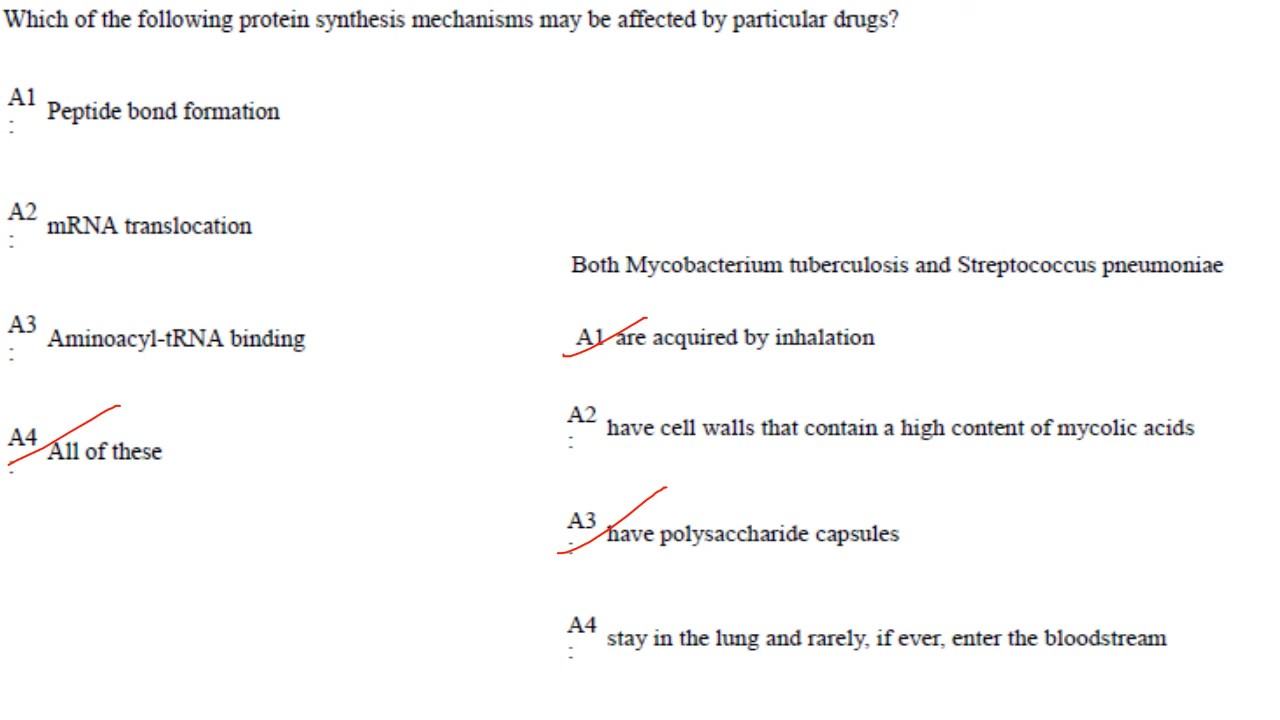 Which of the following protein synthesis mechanisms may be affected by particular drugs?
A1
: Peptide bond formation
A2
: mRNA translocation
A3
: Aminoacyl-tRNA binding
A4
: All of these
Both Mycobacterium tuberculosis and Streptococcus pneumoniae
A1 are acquired by inhalation
A2
: have cell walls that contain a high content of mycolic acids
A3
: have polysaccharide capsules
A4
: stay in the lung and rarely, if ever, enter the bloodstream